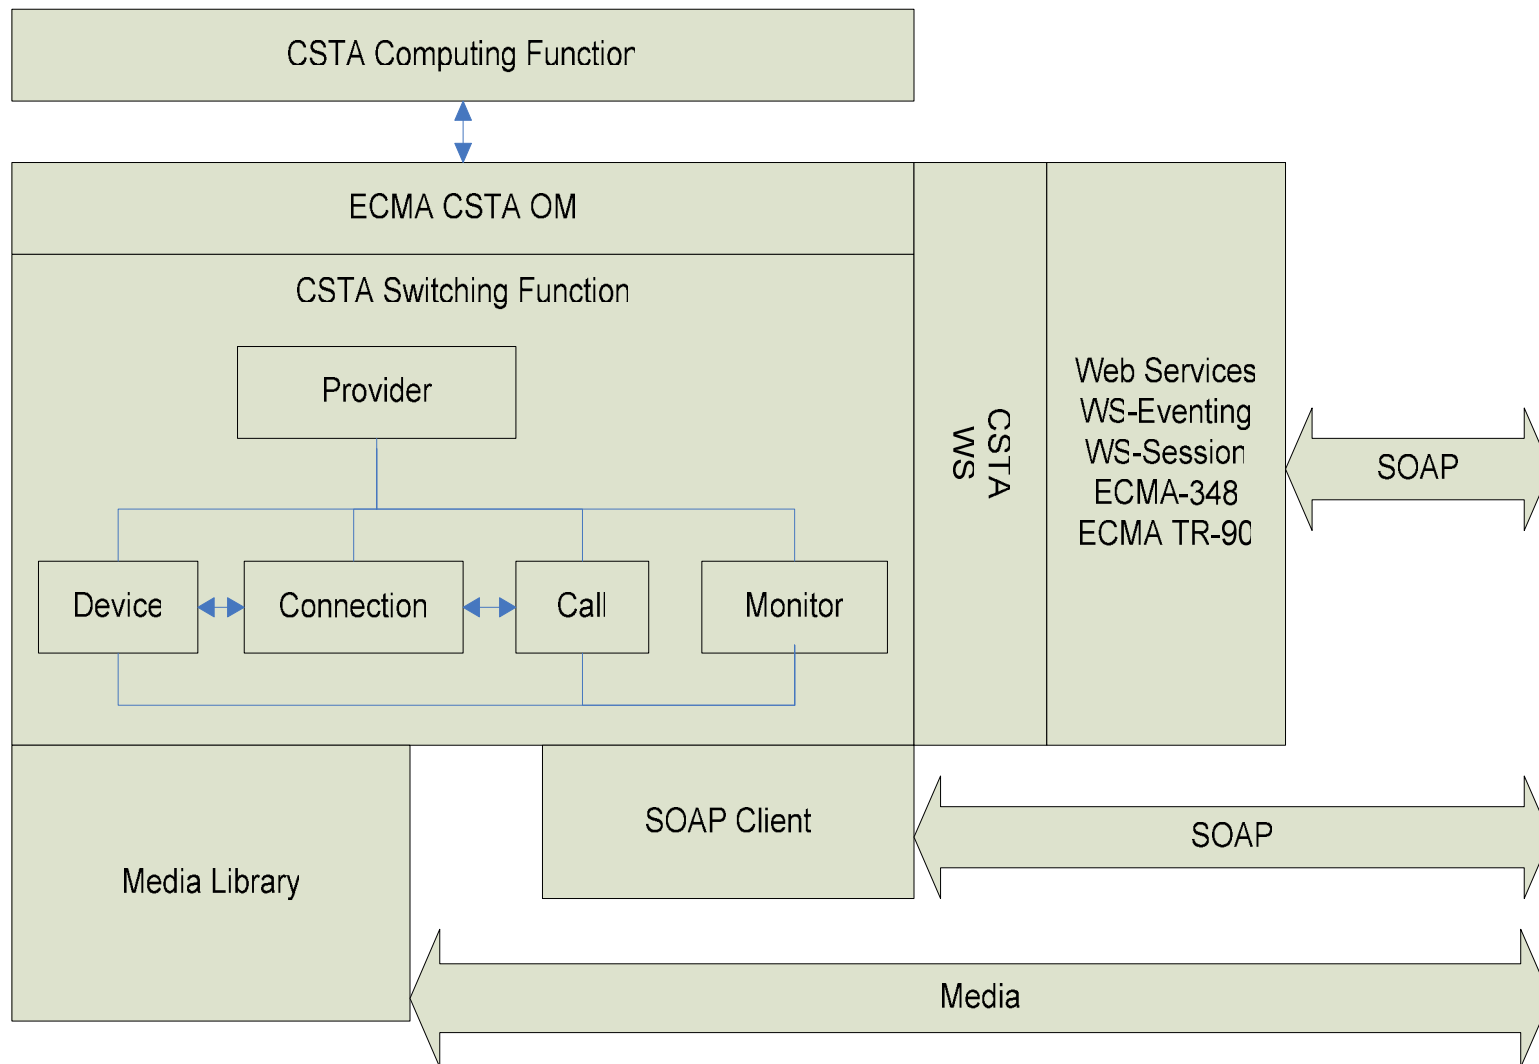 CSTA Computing Function
ECMA CSTA OM
CSTA Switching Function
Provider
Device
Connection
Call
Monitor
CSTA
WS
Web Services
WS-Eventing
WS-Session
ECMA-348
ECMA TR-90
SOAP
SOAP Client
SOAP
Media Library
Media